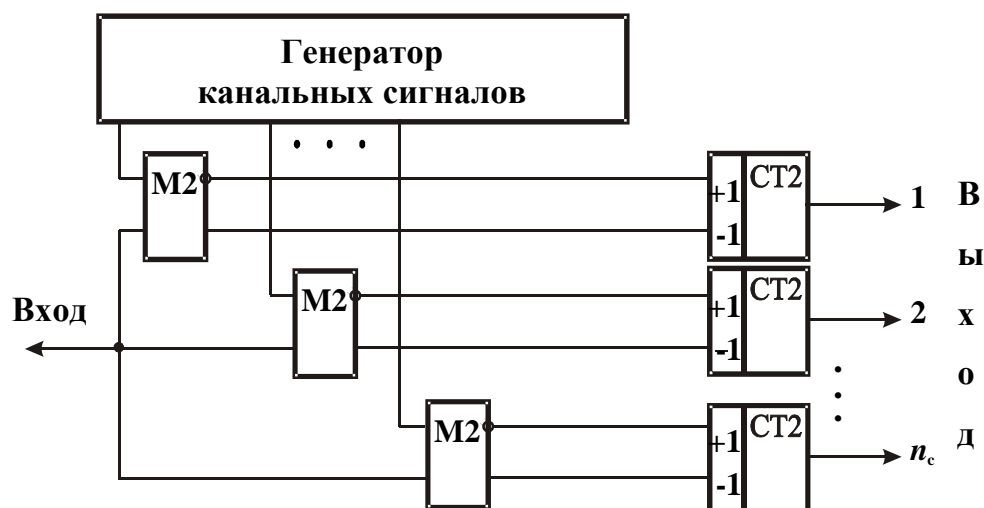 Генератор
канальных сигналов
М2
+1
-1
СТ2
1
М2
+1
-1
СТ2
2
Вход
М2
+1
-1
СТ2
nс
В
ы
х
о
д